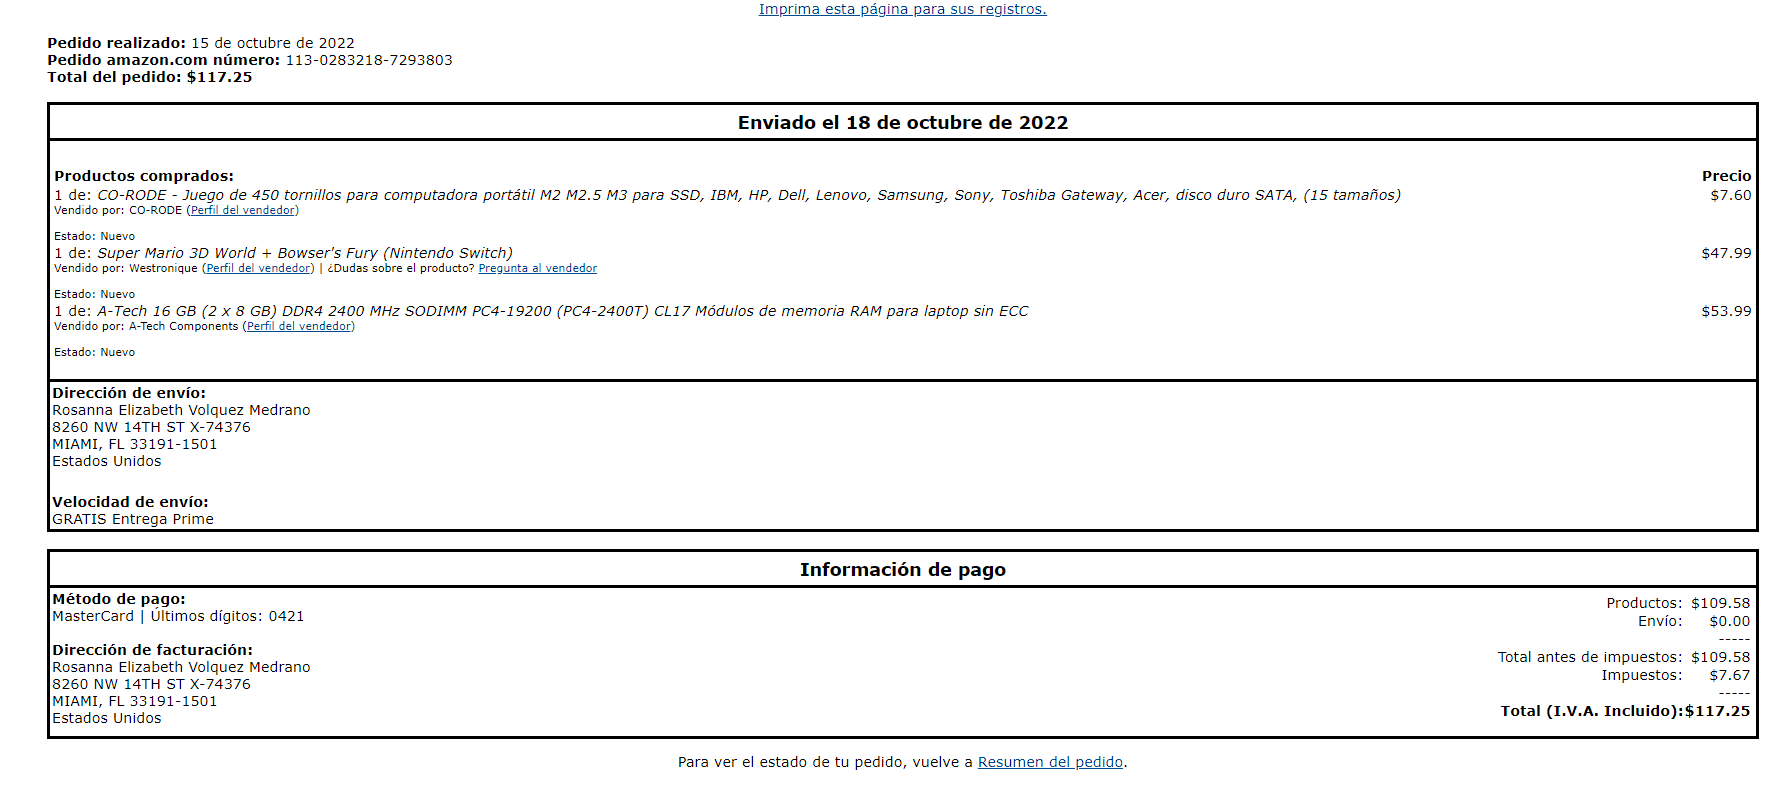 Imprima esta página para sus registros.
Pedido realizado: 15 de octubre de 2022
Pedido amazon.com número: 113-0283218-7293803
Total del pedido: $117.25
Enviado el 18 de octubre de 2022
Productos comprados: Precio
1 de: CO-RODE - Juego de 450 tornillos para computadora portátil M2 M2.5 M3 para SSD, IBM, HP, Dell, Lenovo, Samsung, Sony, Toshiba Gateway, Acer, disco duro SATA, (15 tamaños) $7.60
Vendido por: CO-RODE (Perfil del vendedor)
Estado: Nuevo
1 de: Super Mario 3D World + Bowser's Fury (Nintendo Switch) $47.99
Vendido por: Westronique (Perfil del vendedor) | ¿Dudas sobre el producto? Pregunta al vendedor
Estado: Nuevo
1 de: A-Tech 16 GB (2 x 8 GB) DDR4 2400 MHz SODIMM PC4-19200 (PC4-2400T) CL17 Módulos de memoria RAM para laptop sin ECC $53.99
Vendido por: A-Tech Components (Perfil del vendedor)
Estado: Nuevo
Dirección de envío:
Rosanna Elizabeth Volquez Medrano
8260 NW 14TH ST X-74376
MIAMI, FL 33191-1501
Estados Unidos
Velocidad de envío:
GRATIS Entrega Prime
Información de pago
Método de pago:
MasterCard | Últimos dígitos: 0421
Dirección de facturación:
Rosanna Elizabeth Volquez Medrano
8260 NW 14TH ST X-74376
MIAMI, FL 33191-1501
Estados Unidos
Productos: $109.58
Envío: $0.00
-----
Total antes de impuestos: $109.58
Impuestos: $7.67
-----
Total (I.V.A. Incluido):$117.25
Para ver el estado de tu pedido, vuelve a Resumen del pedido.